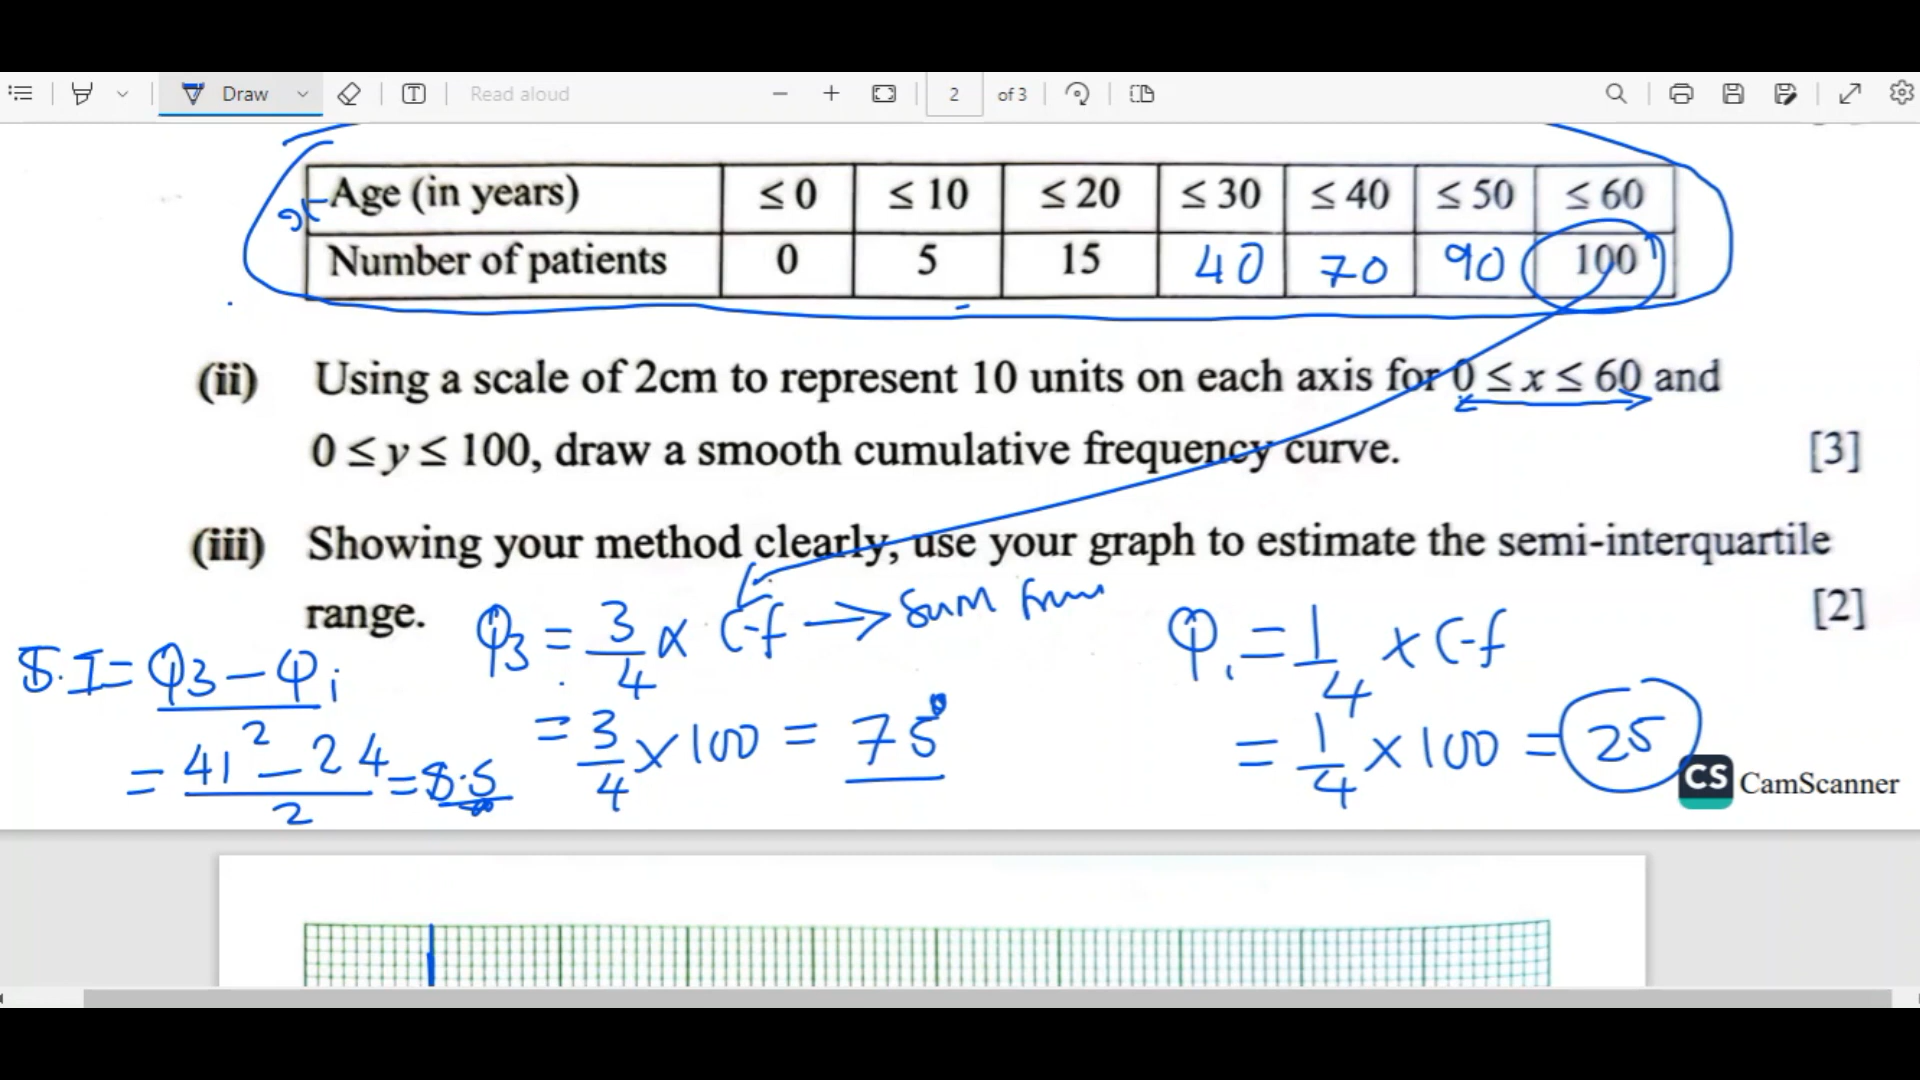 Draw
Read aloud
2 of 3
Age (in years) ≤ 0 ≤ 10 ≤ 20 ≤ 30 ≤ 40 ≤ 50 ≤ 60
Number of patients 0 5 15 40 70 90 100
(ii) Using a scale of 2cm to represent 10 units on each axis for 0 ≤ x ≤ 60 and
0 ≤ y ≤ 100, draw a smooth cumulative frequency curve. [3]
(iii) Showing your method clearly, use your graph to estimate the semi-interquartile
range. [2]
Q3 = 3/4 × C-f → Sum
Q1 = 1/4 × C-f
S.I = Q3 - Q1 / 2
= 3/4 × 100 = 75
= 1/4 × 100 = 25
= 41 - 24 / 2 = 8.5
CS CamScanner